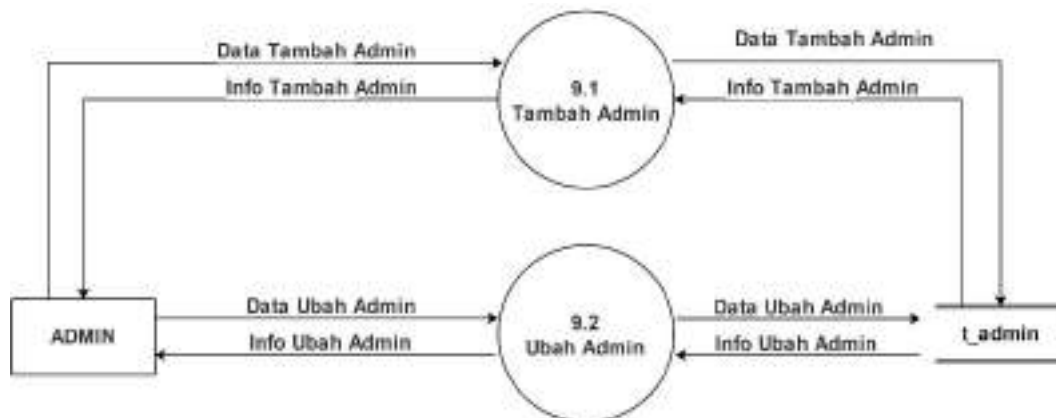 Data Tambah Admin
Data Tambah Admin
Info Tambah Admin
Info Tambah Admin
9.1
Tambah Admin
Data Ubah Admin
Data Ubah Admin
ADMIN
9.2
Ubah Admin
t_admin
Info Ubah Admin
Info Ubah Admin